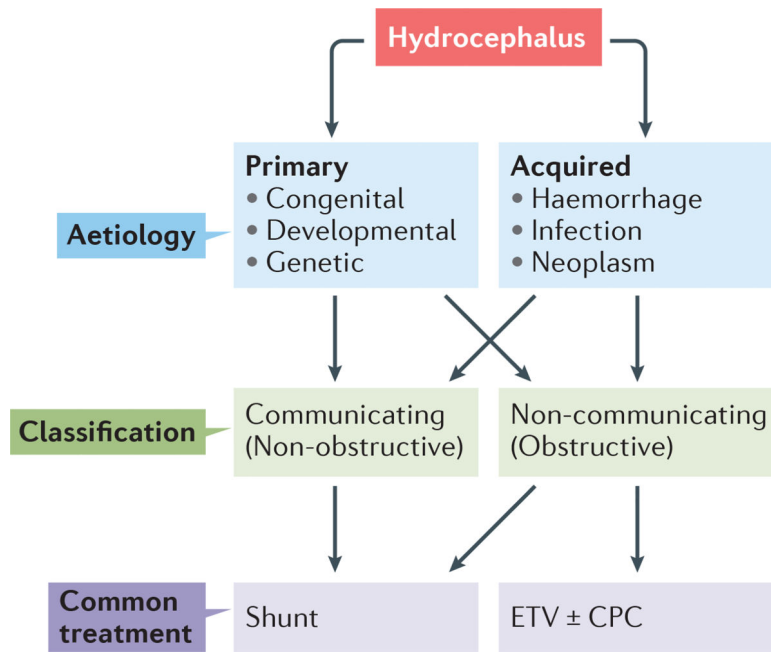 Hydrocephalus
Aetiology
Primary
• Congenital
• Developmental
• Genetic
Acquired
• Haemorrhage
• Infection
• Neoplasm
Classification
Communicating
(Non-obstructive)
Non-communicating
(Obstructive)
Common
treatment
Shunt
ETV ± CPC